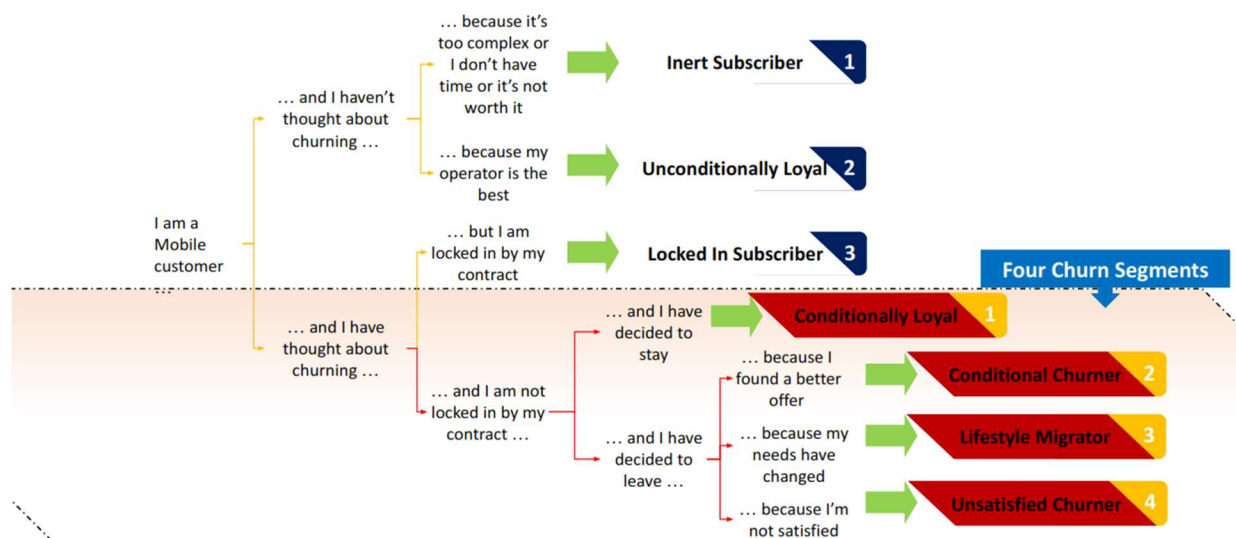 … because it's
too complex or
I don't have
time or it's not
worth it
Inert Subscriber
1
… and I haven't
thought about
churning …
… because my
operator is the
best
Unconditionally Loyal
2
I am a
Mobile
customer
…
… but I am
locked in by my
contract
Locked In Subscriber
3
Four Churn Segments
… and I have
thought about
churning …
… and I have
decided to
stay
Conditionally Loyal
1
… and I am not
locked in by my
contract …
… because I
found a better
offer
Conditional Churner
2
… and I have
decided to
leave …
… because my
needs have
changed
Lifestyle Migrator
3
… because I'm
not satisfied
Unsatisfied Churner
4